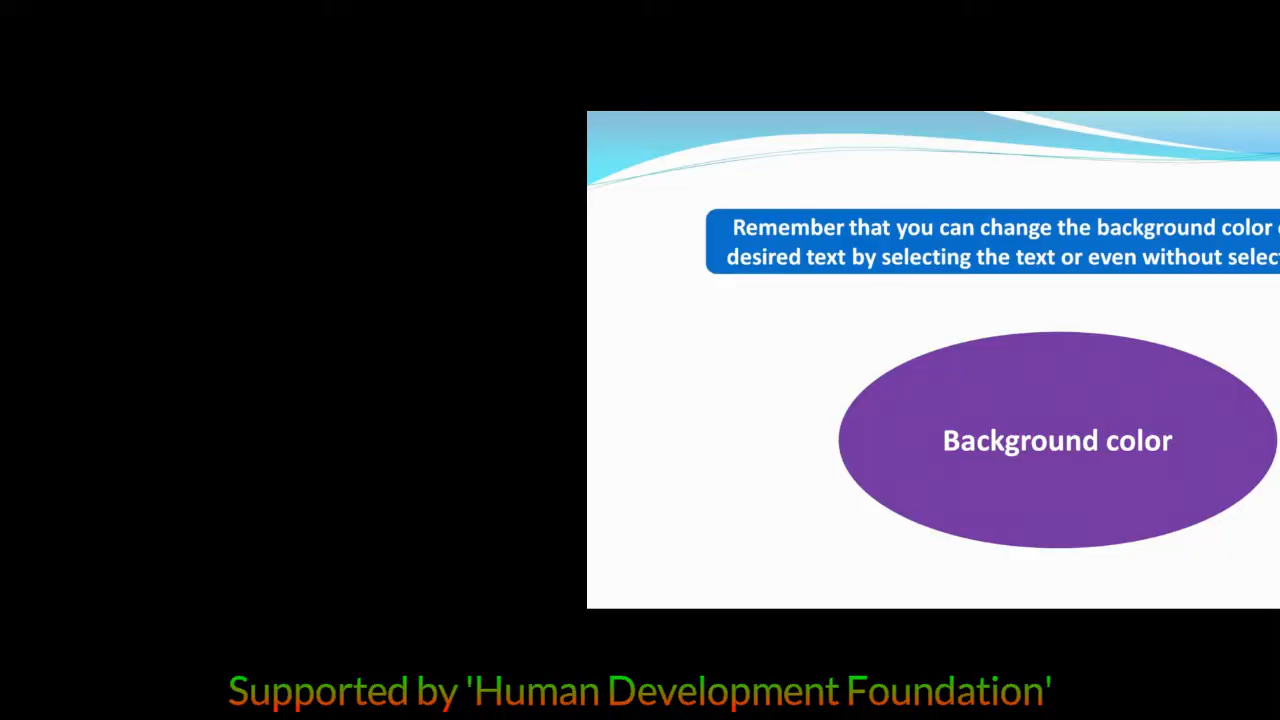 Remember that you can change the background color
desired text by selecting the text or even without
Background color
Supported by 'Human Development Foundation'